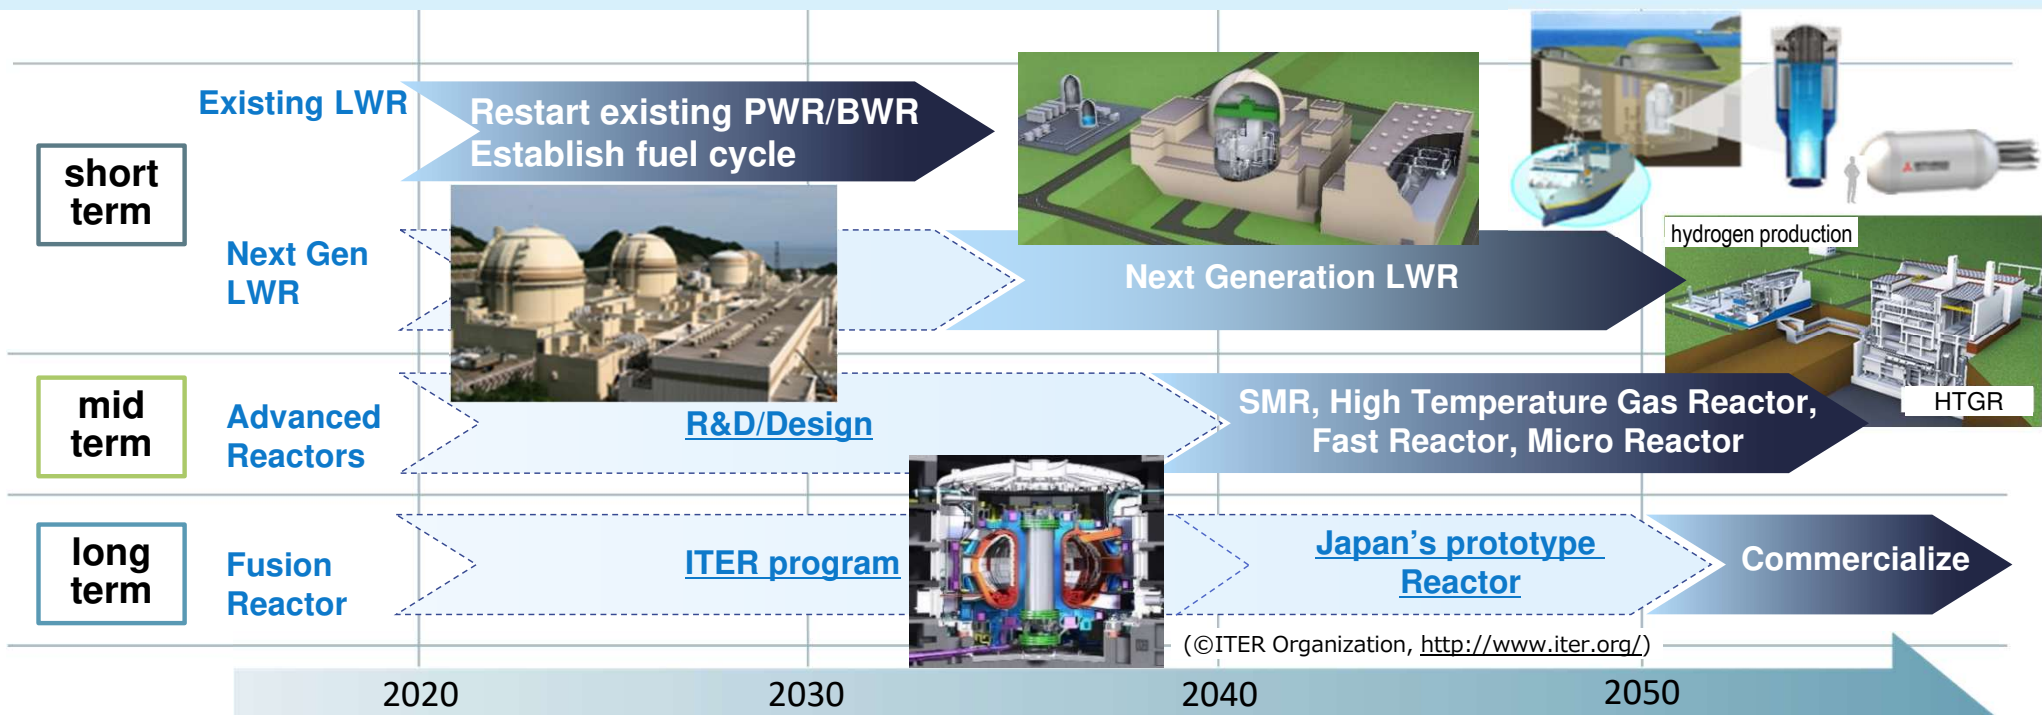 Existing LWR
Restart existing PWR/BWR
Establish fuel cycle
short
term
Next Gen
LWR
Next Generation LWR
hydrogen production
HTGR
mid
term
Advanced
Reactors
R&D/Design
SMR, High Temperature Gas Reactor,
Fast Reactor, Micro Reactor
long
term
Fusion
Reactor
ITER program
Japan’s prototype
Reactor
Commercialize
(©ITER Organization, http://www.iter.org/)
2020
2030
2040
2050